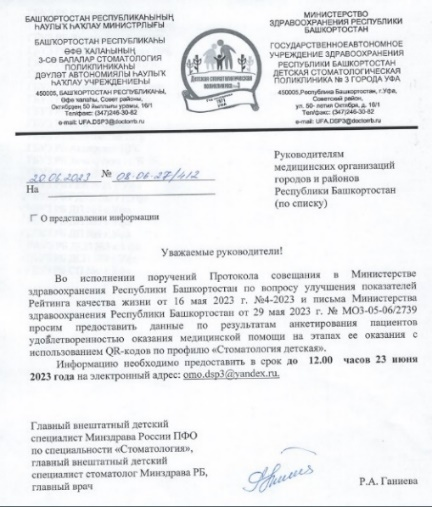 БАШҠОРТОСТАН РЕСПУБЛИКАҺЫНЫҢ
ҺАУЛЫҠ ҺАҠЛАУ МИНИСТРЛЫҒЫ
БАШҠОРТОСТАН РЕСПУБЛИКАҺЫ
ӨФӨ ҠАЛАҺЫНЫҢ
3-СӨ БАЛАЛАР СТОМАТОЛОГИЯ
ПОЛИКЛИНИКАҺЫ
ДӘҮЛӘТ АВТОНОМИЯЛЫ ҺАУЛЫҠ
ҺАҠЛАУ УЧРЕЖДЕНИЕҺЫ
450005, БАШҠОРТОСТАН РЕСПУБЛИКАҺЫ,
Өфө ҡалаһы, Совет районы,
Октябрҙең 50 йыллығы урамы, 16/1
Тел/факс: (347)246-30-82
e-mail: UFA.DSP3@doctorrb.ru
Детская стоматологическая
поликлиника
МИНИСТЕРСТВО
ЗДРАВООХРАНЕНИЯ РЕСПУБЛИКИ
БАШКОРТОСТАН
ГОСУДАРСТВЕННОЕ АВТОНОМНОЕ
УЧРЕЖДЕНИЕ ЗДРАВООХРАНЕНИЯ
РЕСПУБЛИКИ БАШКОРТОСТАН
ДЕТСКАЯ СТОМАТОЛОГИЧЕСКАЯ
ПОЛИКЛИНИКА № 3 ГОРОДА УФА
450005, Республика Башкортостан, г.Уфа,
Советский район,
ул. 50- летия Октября, д. 16/1
Тел/факс: (347)246-30-82
e-mail: UFA.DSP3@doctorrb.ru
20.06.2023 № 08.06-27/412
На
Руководителям
медицинских организаций
городов и районов
Республики Башкортостан
(по списку)
О представлении информации
Уважаемые руководители!
Во исполнении поручений Протокола совещания в Министерстве
здравоохранения Республики Башкортостан по вопросу улучшения показателей
Рейтинга качества жизни от 16 мая 2023 г. №4-2023 и письма Министерства
здравоохранения Республики Башкортостан от 29 мая 2023 г. № МО3-05-06/2739
просим предоставить данные по результатам анкетирования пациентов
удовлетворенностью оказания медицинской помощи на этапах ее оказания с
использованием QR-кодов по профилю «Стоматология детская».
Информацию необходимо предоставить в срок до 12.00 часов 23 июня
2023 года на электронный адрес: omo.dsp3@yandex.ru.
Главный внештатный детский
специалист Минздрава России ПФО
по специальности «Стоматология»,
главный внештатный детский
специалист стоматолог Минздрава РБ,
главный врач
Р.А. Ганиева